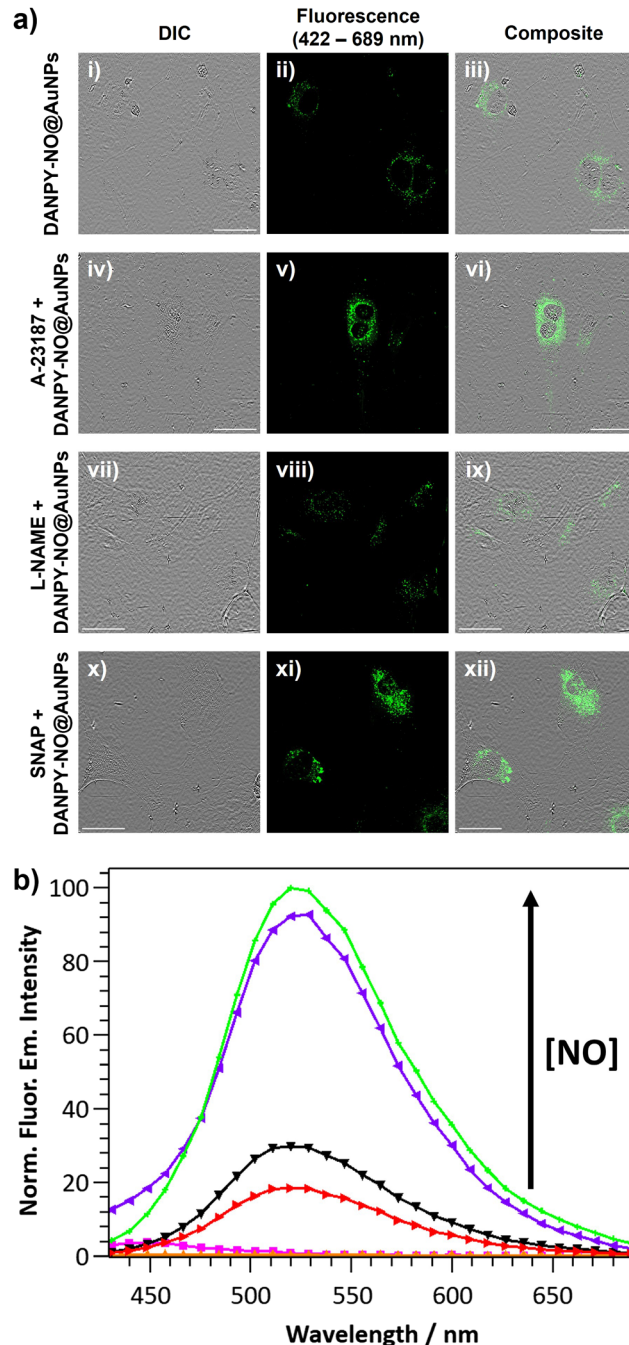 a)
DIC
Fluorescence
(422 – 689 nm)
Composite
DANPY-NO@AuNPs
i)
ii)
iii)
A-23187 +
DANPY-NO@AuNPs
iv)
v)
vi)
L-NAME +
DANPY-NO@AuNPs
vii)
viii)
ix)
SNAP +
DANPY-NO@AuNPs
x)
xi)
xii)
b)
Norm. Fluor. Em. Intensity
100
80
60
40
20
0
[NO]
450
500
550
600
650
Wavelength / nm